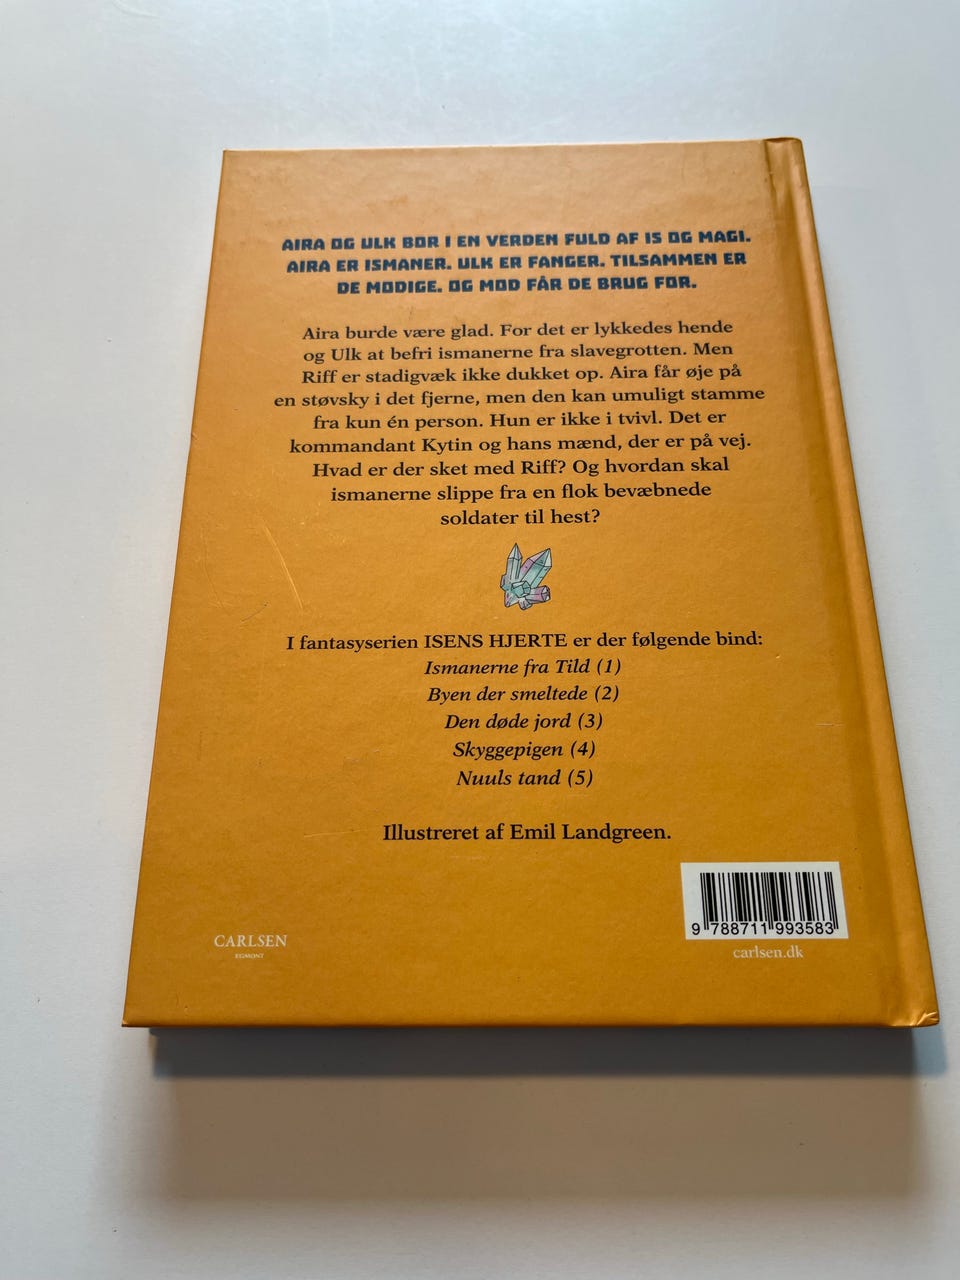 AIRA OG ULK BOR I EN VERDEN FULD AF IS OG MAGI.
AIRA ER ISMANER. ULK ER FANGER. TILSAMMEN ER
DE MODIGE. OG MOD FÅR DE BRUG FOR.
Aira burde være glad. For det er lykkedes hende
og Ulk at befri ismanerne fra slavegrotten. Men
Riff er stadigvæk ikke dukket op. Aira får øje på
en støvsky i det fjerne, men den kan umuligt stamme
fra kun én person. Hun er ikke i tvivl. Det er
kommandant Kytin og hans mænd, der er på vej.
Hvad er der sket med Riff? Og hvordan skal
ismanerne slippe fra en flok bevæbnede
soldater til hest?
I fantasyserien ISENS HJERTE er der følgende bind:
Ismanerne fra Tild (1)
Byen der smeltede (2)
Den døde jord (3)
Skyggepigen (4)
Nuuls tand (5)
Illustreret af Emil Landgreen.
CARLSEN
EGMONT
9 788711 993583
carlsen.dk